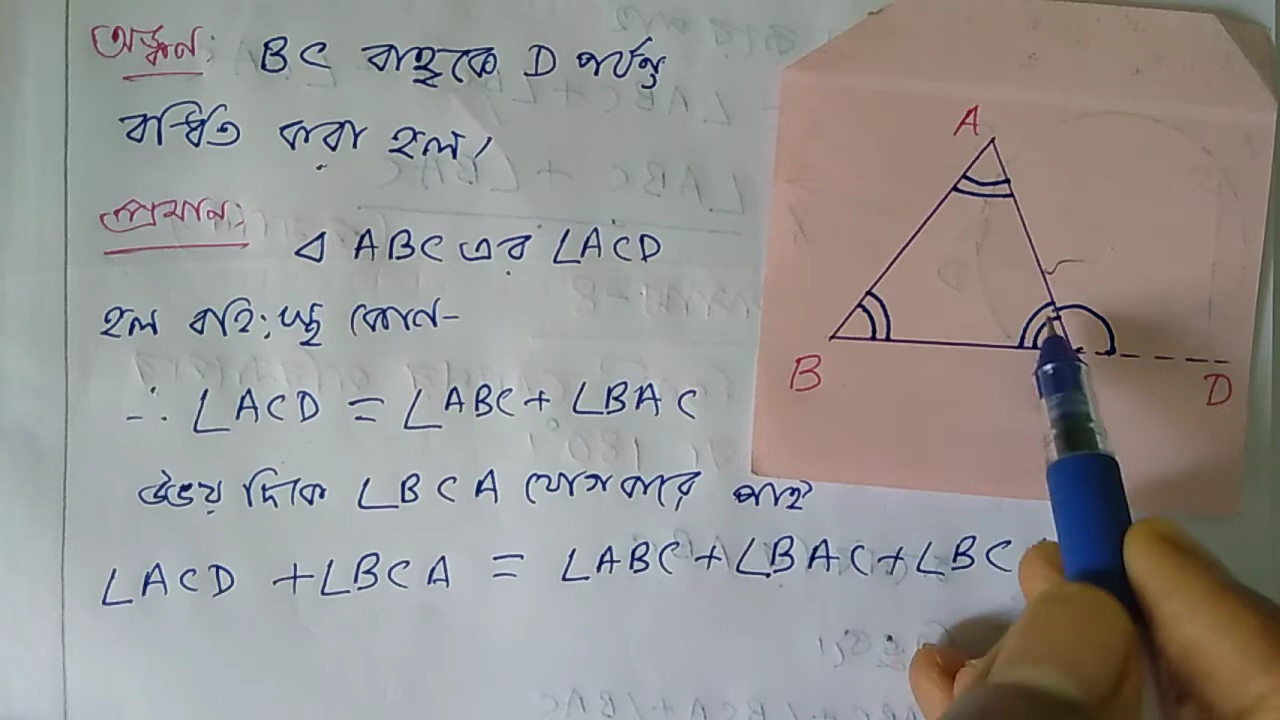 অঙ্কন: BC বাহুকে D পর্যন্ত
বর্ধিত করা হল।
প্রমান:
△ ABC এর ∠ACD
হল বহি:স্থ কোন-
∴ ∠ACD = ∠ABC + ∠BAC
উভয় দিকে ∠BCA যোগ করে পাই
∠ACD + ∠BCA = ∠ABC + ∠BAC + ∠BC
A
B
D